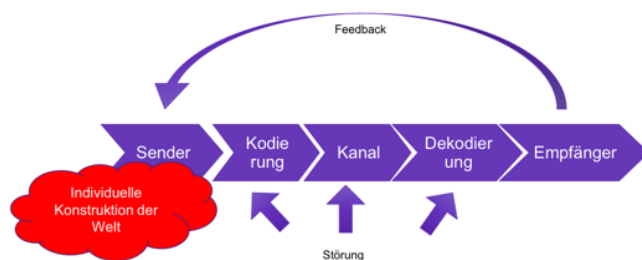 Feedback
Sender
Kodie
rung
Kanal
Dekodier
ung
Empfänger
Individuelle
Konstruktion der
Welt
Störung